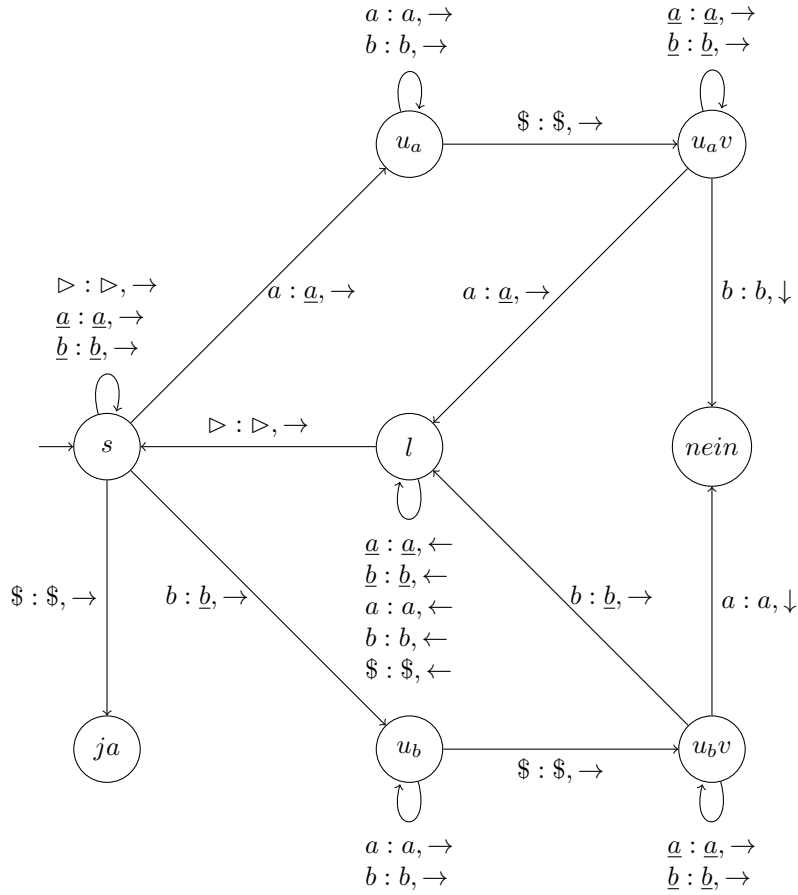 a : a, →
b : b, →
a̲ : a̲, →
b̲ : b̲, →
u_a
$ : $, →
u_a v
▷ : ▷, →
a̲ : a̲, →
b̲ : b̲, →
a : a̲, →
a : a̲, →
b : b, ↓
s
▷ : ▷, →
l
nein
$ : $, →
b : b̲, →
a̲ : a̲, ←
b̲ : b̲, ←
a : a, ←
b : b, ←
$ : $, ←
b : b̲, →
a : a, ↓
ja
u_b
$ : $, →
u_b v
a : a, →
b : b, →
a̲ : a̲, →
b̲ : b̲, →